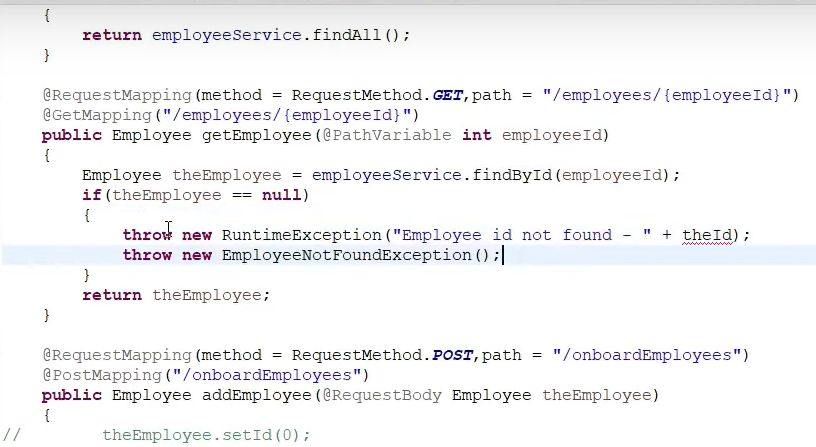 {
return employeeService.findAll();
}
@RequestMapping(method = RequestMethod.GET,path = "/employees/{employeeId}")
@GetMapping("/employees/{employeeId}")
public Employee getEmployee(@PathVariable int employeeId)
{
Employee theEmployee = employeeService.findById(employeeId);
if(theEmployee == null)
{
throw new RuntimeException("Employee id not found - " + theId);
throw new EmployeeNotFoundException();
}
return theEmployee;
}
@RequestMapping(method = RequestMethod.POST,path = "/onboardEmployees")
@PostMapping("/onboardEmployees")
public Employee addEmployee(@RequestBody Employee theEmployee)
{
// theEmployee.setId(0);